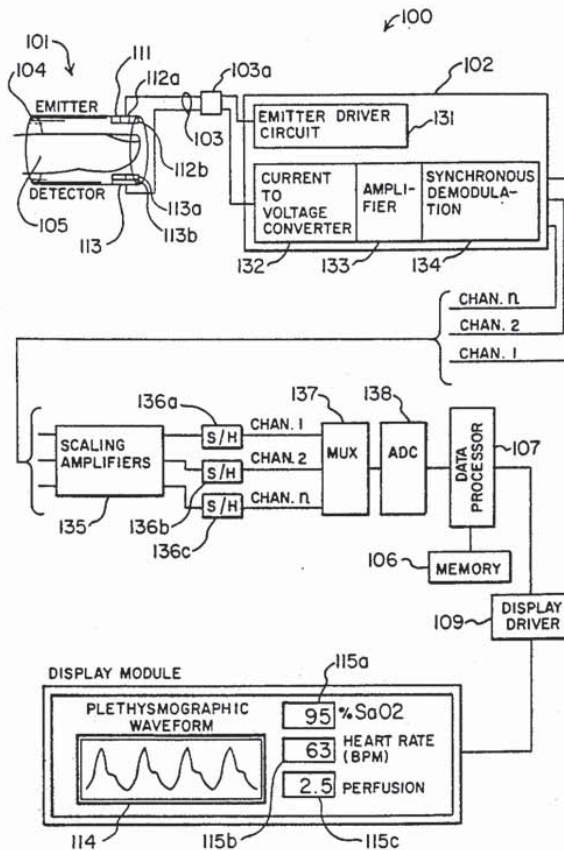 100
101
111
112a
103a
102
104
EMITTER
EMITTER DRIVER
CIRCUIT
131
103
112b
DETECTOR
113a
105
113
113b
CURRENT
TO
VOLTAGE
CONVERTER
AMPLI-
FIER
SYNCHRONOUS
DEMODULA-
TION
132
133
134
CHAN. n
CHAN. 2
CHAN. 1
136a
137
138
SCALING
AMPLIFIERS
S/H
CHAN. 1
S/H
CHAN. 2
S/H
CHAN. n
MUX
ADC
DATA
PROCESSOR
107
135
136b
136c
106
MEMORY
109
DISPLAY
DRIVER
DISPLAY MODULE
115a
PLETHYSMOGRAPHIC
WAVEFORM
95 %SaO2
63 HEART RATE
(BPM)
2.5 PERFUSION
114
115b
115c